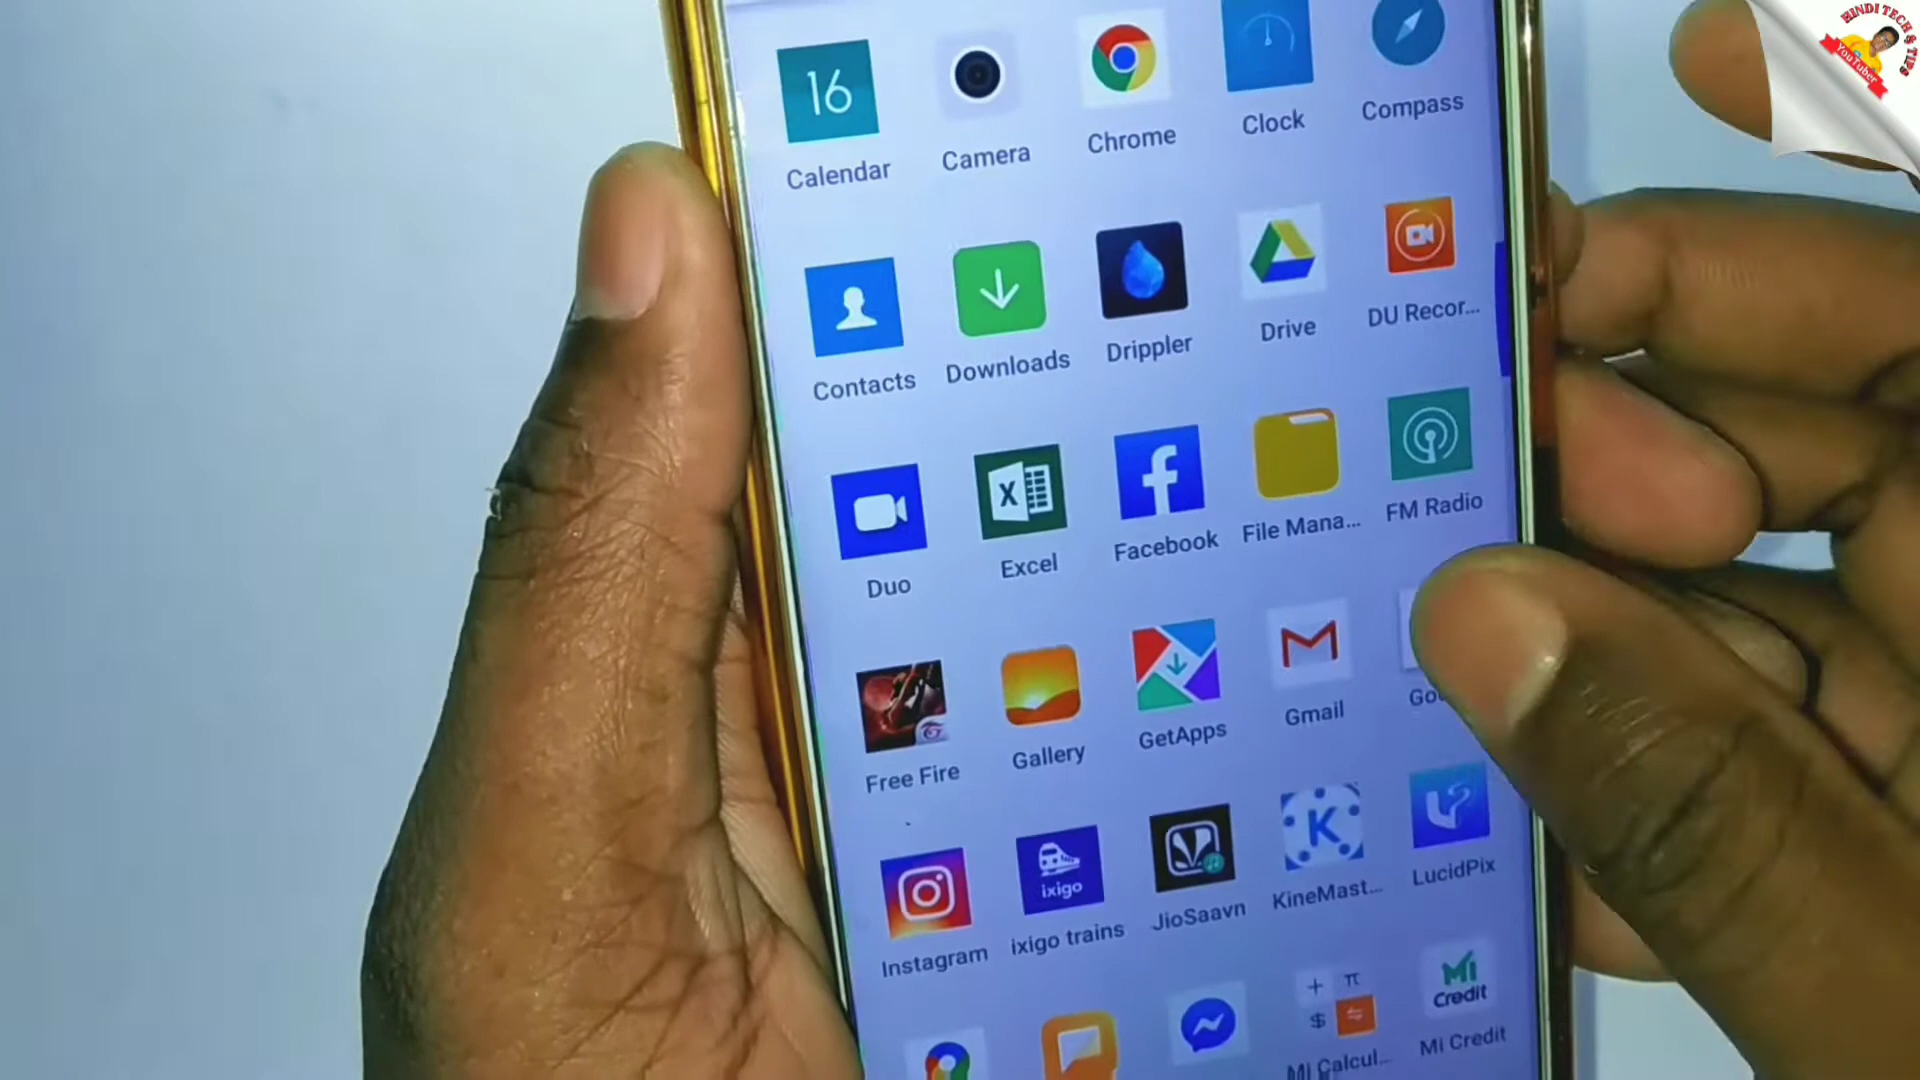 HINDI TECH & TIPS
YouTuber
16
Calendar
Camera
Chrome
Clock
Compass
Contacts
Downloads
Drippler
Drive
DU Recor...
X
f
Duo
Excel
Facebook
File Mana...
FM Radio
Free Fire
Gallery
GetApps
Gmail
Go
ixigo
K
Instagram
ixigo trains
JioSaavn
KineMast...
LucidPix
+ π
$
Mi
Credit
Mi Calcul...
Mi Credit